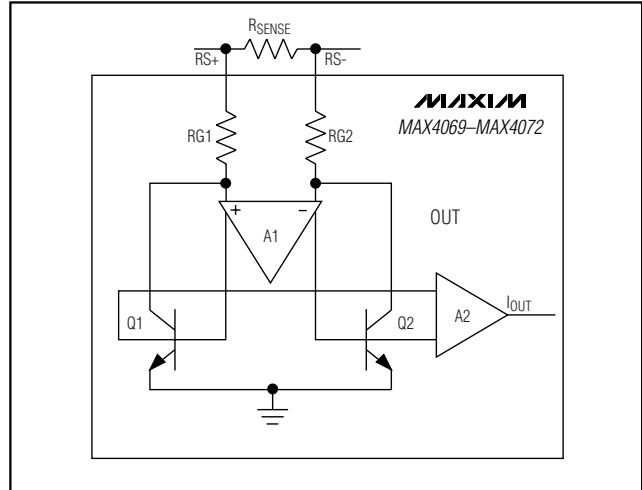 RSENSE
RS+ RS-
MAXIM
MAX4069–MAX4072
RG1 RG2
OUT
+ −
A1
Q1 Q2 A2 IOUT